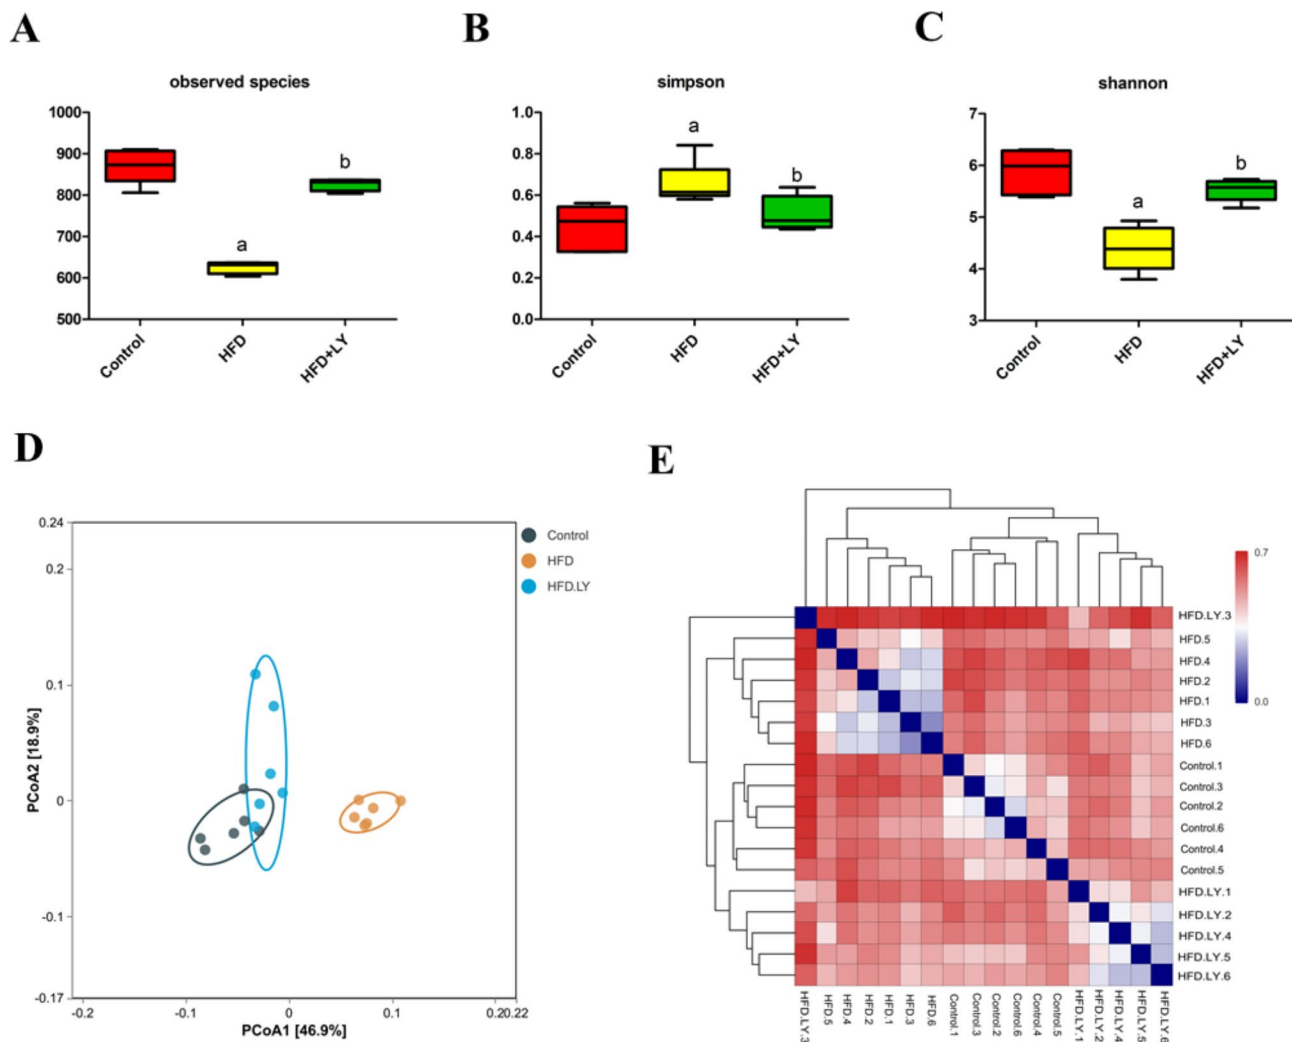 A
observed species
1000
900
800
700
600
500
a
b
Control
HFD
HFD+LY
B
simpson
1.0
0.8
0.6
0.4
0.2
0.0
a
b
Control
HFD
HFD+LY
C
shannon
7
6
5
4
3
a
b
Control
HFD
HFD+LY
D
0.24
0.2
0.1
0
-0.1
-0.17
PCoA2 [18.9%]
-0.2
-0.1
0
0.1
0.20.22
PCoA1 [46.9%]
Control
HFD
HFD.LY
E
0.7
0.0
HFD.LY.3
HFD.5
HFD.4
HFD.2
HFD.1
HFD.3
HFD.6
Control.1
Control.3
Control.2
Control.6
Control.4
Control.5
HFD.LY.1
HFD.LY.2
HFD.LY.4
HFD.LY.5
HFD.LY.6
HFD.LY.3
HFD.5
HFD.4
HFD.2
HFD.1
HFD.3
HFD.6
Control.1
Control.3
Control.2
Control.6
Control.4
Control.5
HFD.LY.1
HFD.LY.2
HFD.LY.4
HFD.LY.5
HFD.LY.6